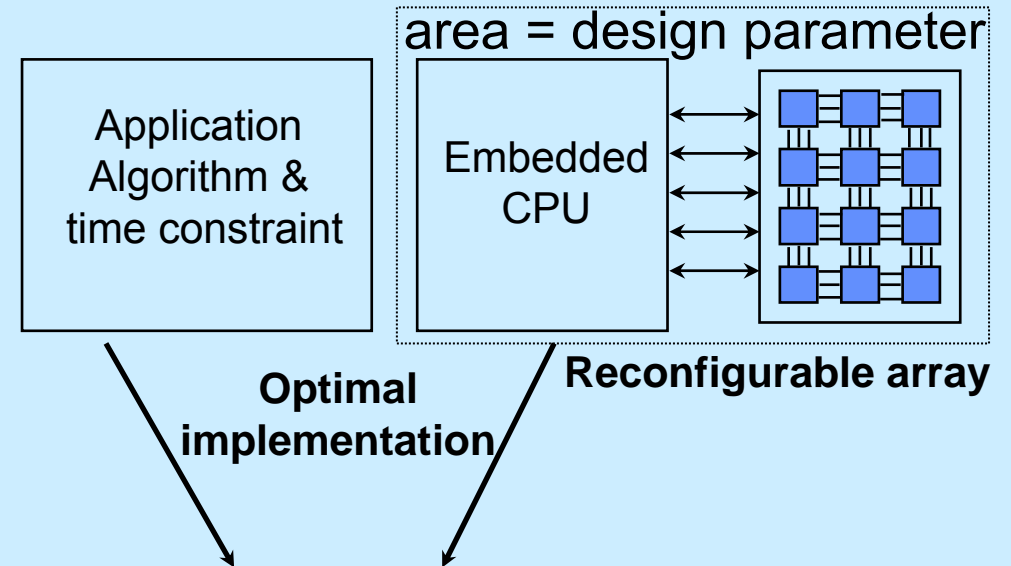 area = design parameter
Application
Algorithm &
time constraint
Embedded
CPU
Reconfigurable array
Optimal
implementation